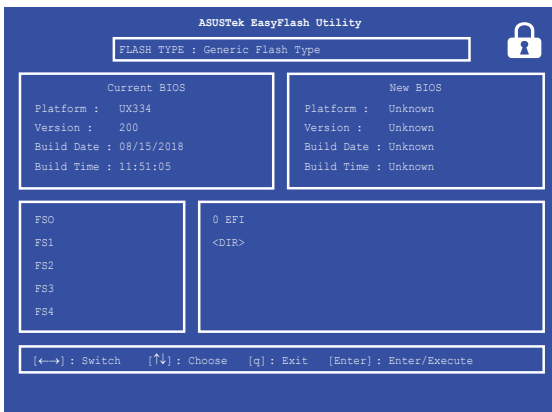 ASUSTek EasyFlash Utility
FLASH TYPE : Generic Flash Type
Current BIOS
Platform : UX334
Version : 200
Build Date : 08/15/2018
Build Time : 11:51:05
New BIOS
Platform : Unknown
Version : Unknown
Build Date : Unknown
Build Time : Unknown
FSO
FS1
FS2
FS3
FS4
0 EFI
<DIR>
[←→] : Switch [↑↓] : Choose [q] : Exit [Enter] : Enter/Execute